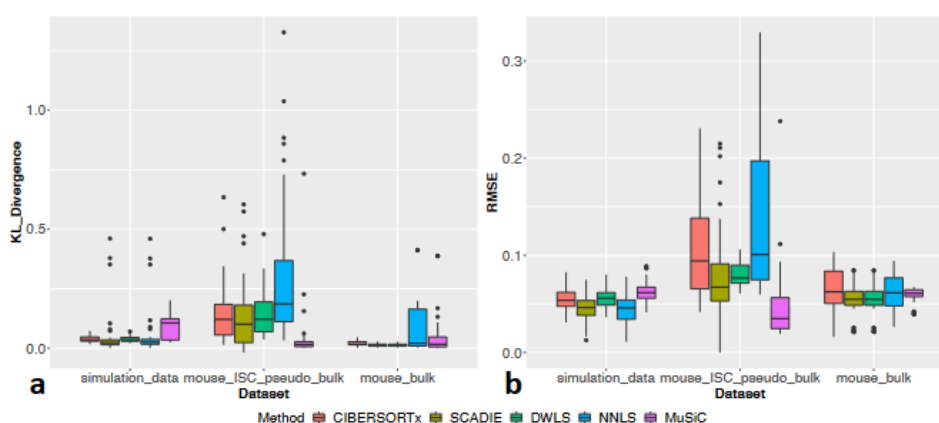 KL_Divergence
1.0
0.5
0.0
simulation_data mouse_ISC_pseudo_bulk mouse_bulk
Dataset
a
RMSE
0.3
0.2
0.1
0.0
simulation_data mouse_ISC_pseudo_bulk mouse_bulk
Dataset
b
Method CIBERSORTx SCADIE DWLS NNLS MuSiC